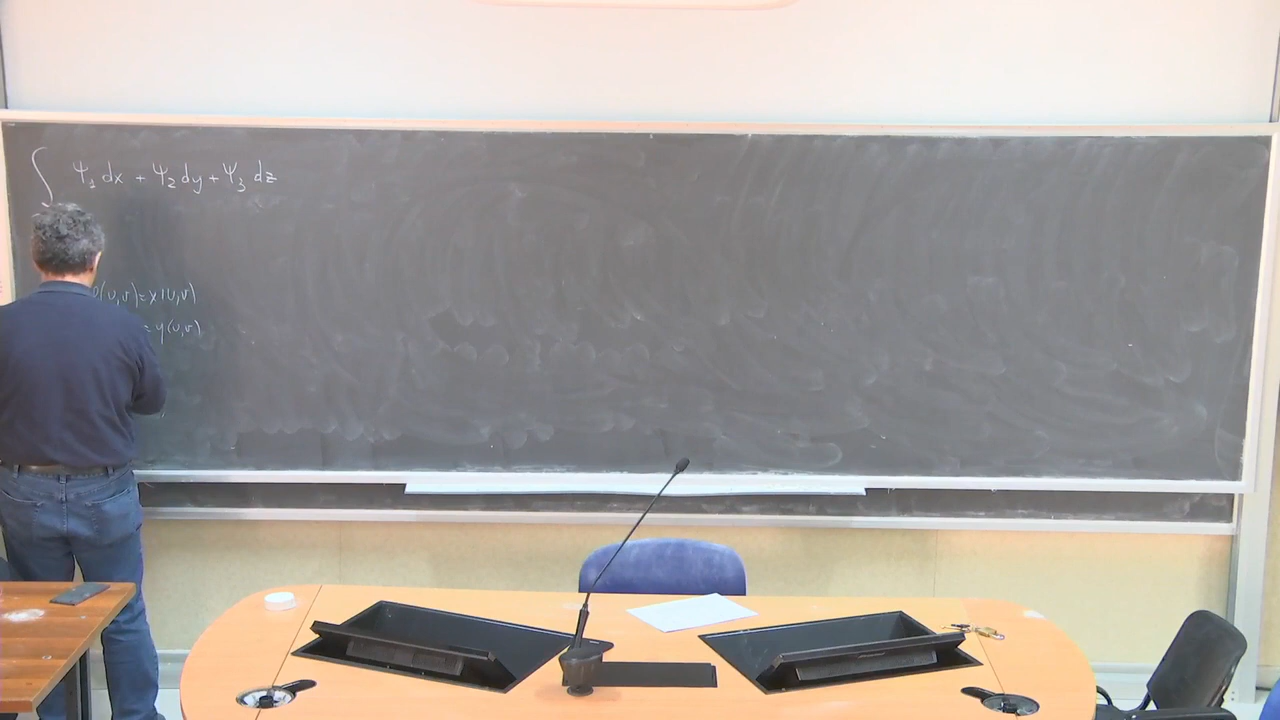 ∫ Ψ₁ dx + Ψ₂ dy + Ψ₃ dz
(u,v) = x(u,v)
= y(u,v)